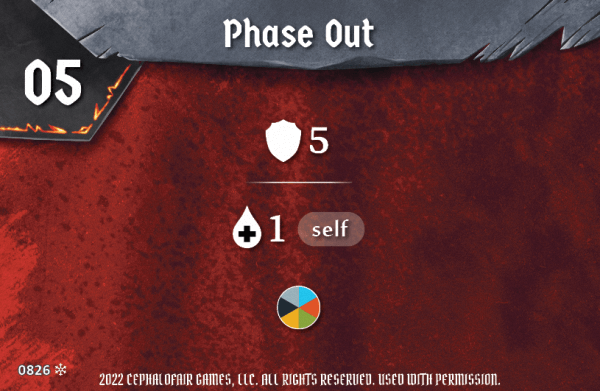 Phase Out
05
5
1 self
0826
2022 CEPHALOFAIR GAMES, LLC. ALL RIGHTS RESERVED. USED WITH PERMISSION.